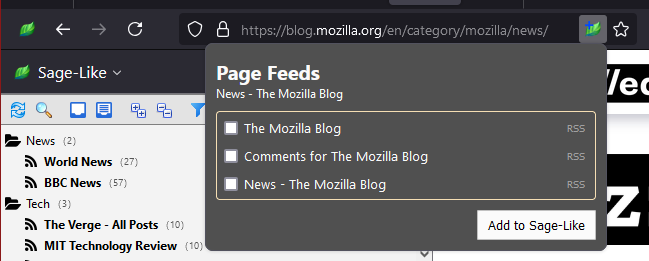 https://blog.mozilla.org/en/category/mozilla/news/
Sage-Like
Page Feeds
News - The Mozilla Blog
The Mozilla Blog RSS
Comments for The Mozilla Blog RSS
News - The Mozilla Blog RSS
Add to Sage-Like
News (2)
World News (27)
BBC News (57)
Tech (3)
The Verge - All Posts (10)
MIT Technology Review (10)